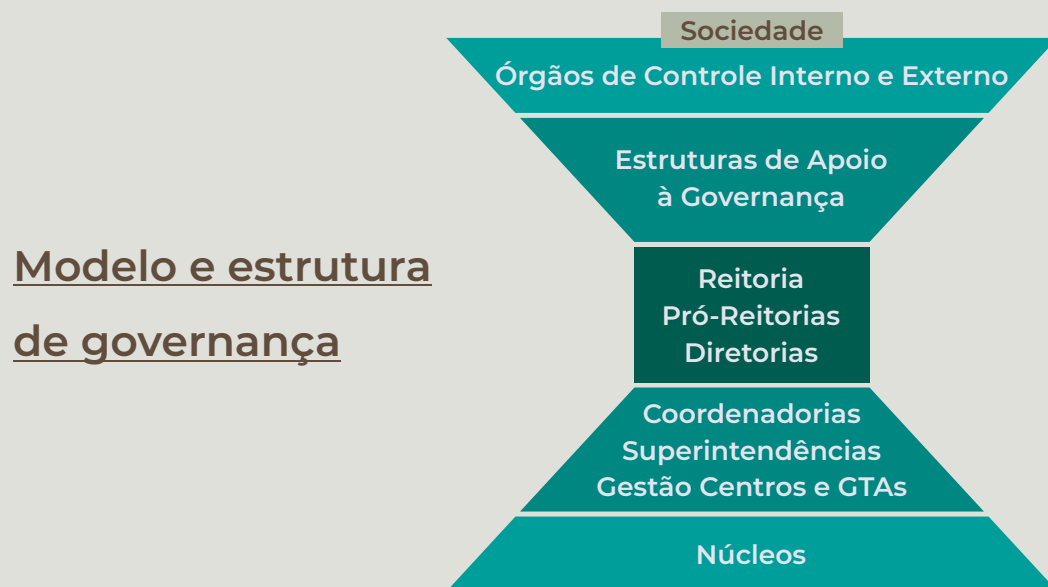 Modelo e estrutura
de governança
Sociedade
Órgãos de Controle Interno e Externo
Estruturas de Apoio
à Governança
Reitoria
Pró-Reitorias
Diretorias
Coordenadorias
Superintendências
Gestão Centros e GTAs
Núcleos